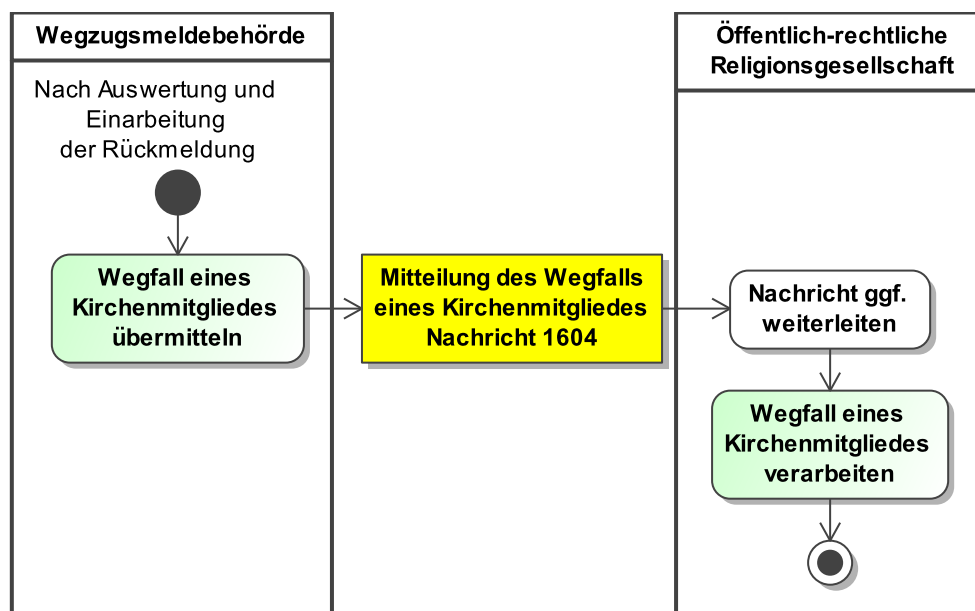 Wegzugsmeldebehörde
Nach Auswertung und
Einarbeitung
der Rückmeldung
Wegfall eines
Kirchenmitgliedes
übermitteln
Mitteilung des Wegfalls
eines Kirchenmitgliedes
Nachricht 1604
Öffentlich-rechtliche
Religionsgesellschaft
Nachricht ggf.
weiterleiten
Wegfall eines
Kirchenmitgliedes
verarbeiten